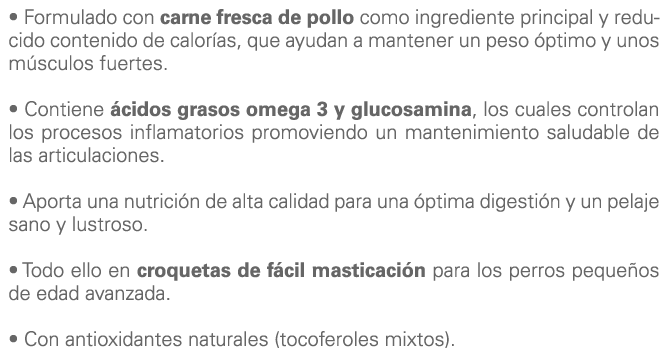 • Formulado con carne fresca de pollo como ingrediente principal y redu-
cido contenido de calorías, que ayudan a mantener un peso óptimo y unos
músculos fuertes.
• Contiene ácidos grasos omega 3 y glucosamina, los cuales controlan
los procesos inflamatorios promoviendo un mantenimiento saludable de
las articulaciones.
• Aporta una nutrición de alta calidad para una óptima digestión y un pelaje
sano y lustroso.
• Todo ello en croquetas de fácil masticación para los perros pequeños
de edad avanzada.
• Con antioxidantes naturales (tocoferoles mixtos).